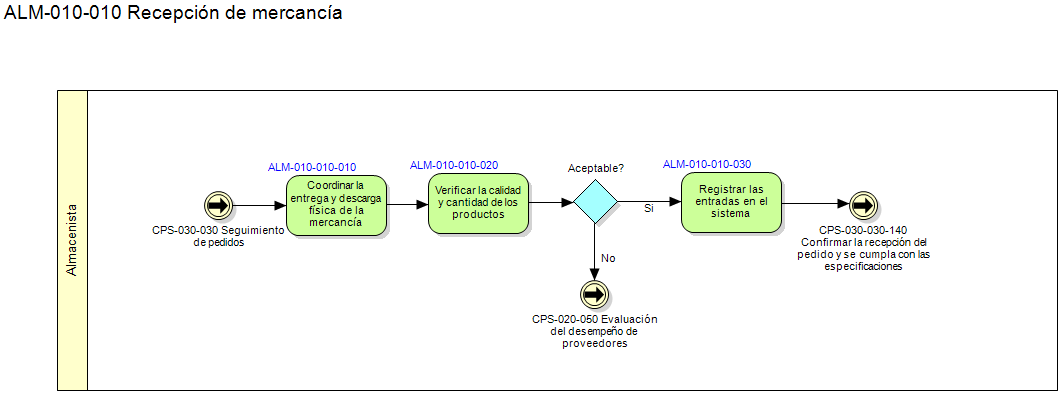 ALM-010-010 Recepción de mercancía
Almacenista
CPS-030-030 Seguimiento
de pedidos
ALM-010-010-010
Coordinar la
entrega y descarga
física de la
mercancía
ALM-010-010-020
Verificar la calidad
y cantidad de los
productos
Aceptable?
Si
No
CPS-020-050 Evaluación
del desempeño de
proveedores
ALM-010-010-030
Registrar las
entradas en el
sistema
CPS-030-030-140
Confirmar la recepción del
pedido y se cumpla con las
especificaciones